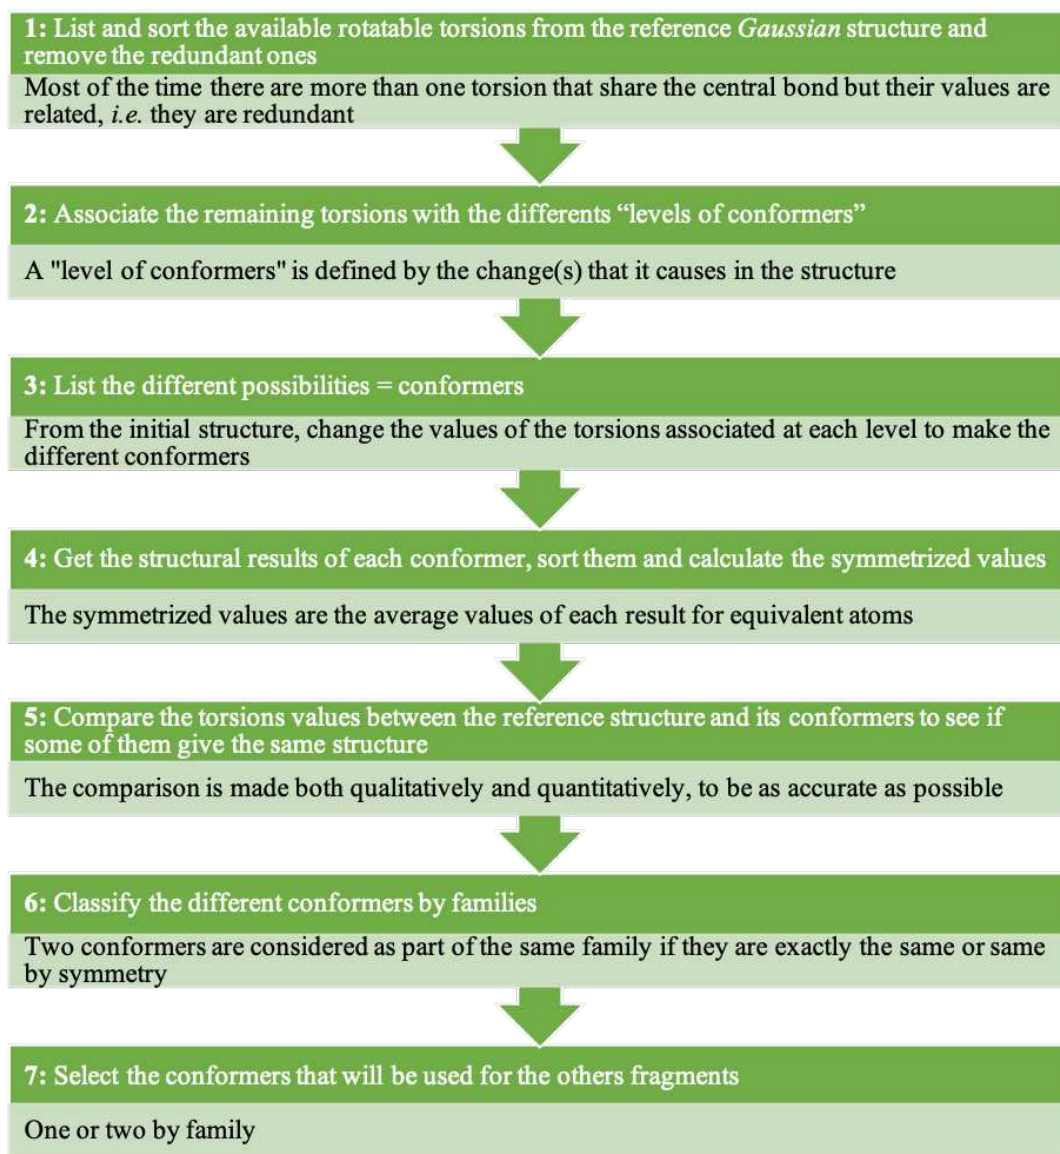 1: List and sort the available rotatable torsions from the reference Gaussian structure and
remove the redundant ones
Most of the time there are more than one torsion that share the central bond but their values are
related, i.e. they are redundant
2: Associate the remaining torsions with the differents “levels of conformers”
A "level of conformers" is defined by the change(s) that it causes in the structure
3: List the different possibilities = conformers
From the initial structure, change the values of the torsions associated at each level to make the
different conformers
4: Get the structural results of each conformer, sort them and calculate the symmetrized values
The symmetrized values are the average values of each result for equivalent atoms
5: Compare the torsions values between the reference structure and its conformers to see if
some of them give the same structure
The comparison is made both qualitatively and quantitatively, to be as accurate as possible
6: Classify the different conformers by families
Two conformers are considered as part of the same family if they are exactly the same or same
by symmetry
7: Select the conformers that will be used for the others fragments
One or two by family